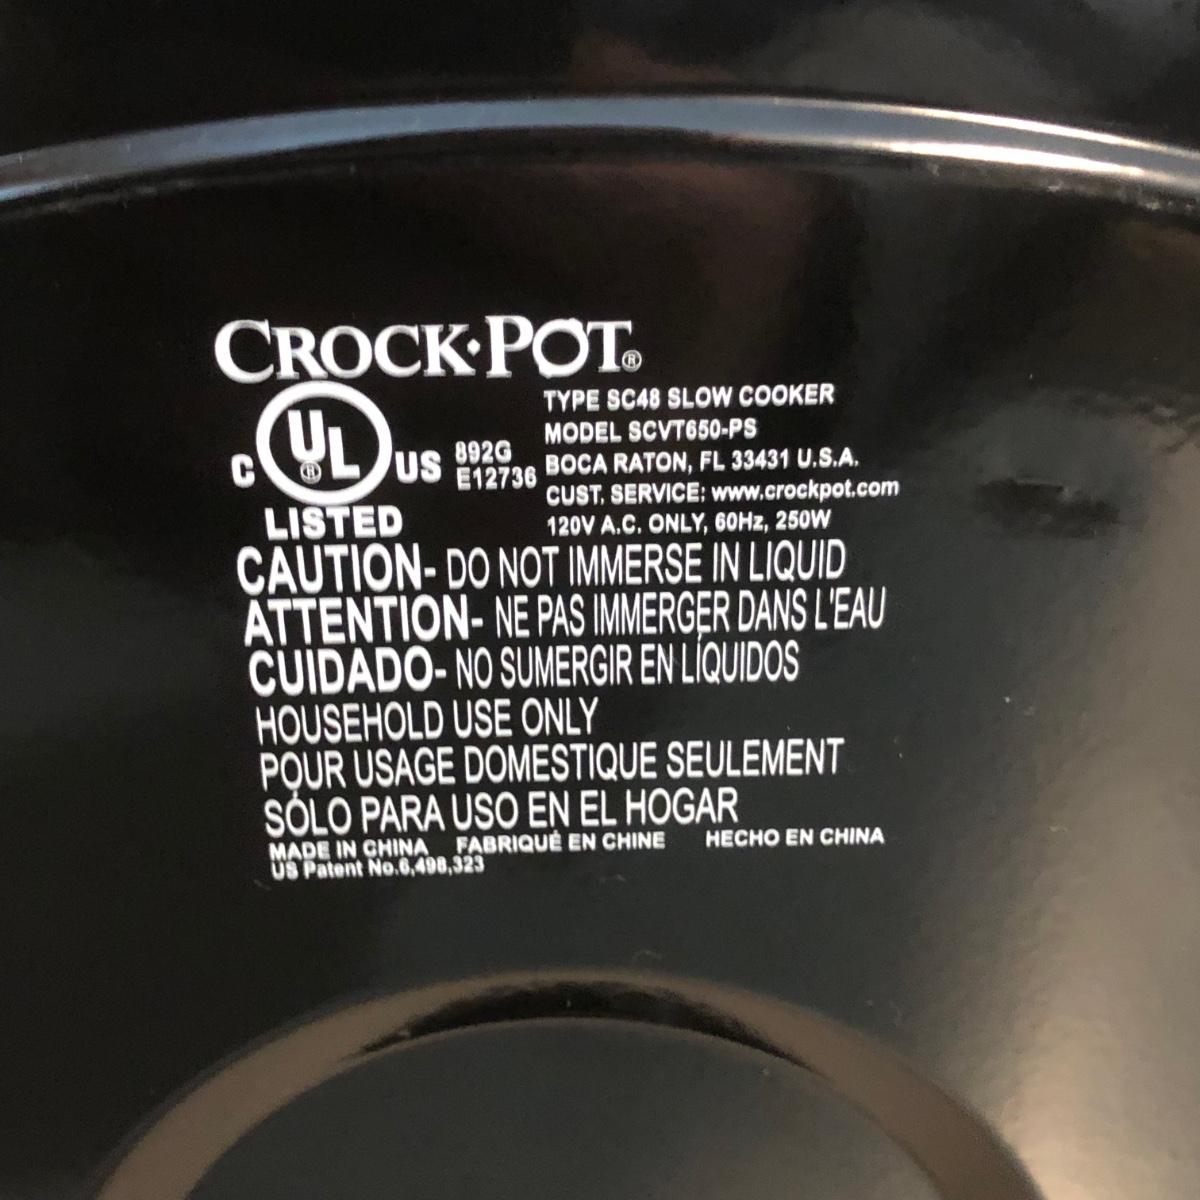 CROCK·POT®
C UL® US LISTED
892G
E12736
TYPE SC48 SLOW COOKER
MODEL SCVT650-PS
BOCA RATON, FL 33431 U.S.A.
CUST. SERVICE: www.crockpot.com
120V A.C. ONLY, 60Hz, 250W
CAUTION- DO NOT IMMERSE IN LIQUID
ATTENTION- NE PAS IMMERGER DANS L'EAU
CUIDADO- NO SUMERGIR EN LÍQUIDOS
HOUSEHOLD USE ONLY
POUR USAGE DOMESTIQUE SEULEMENT
SÓLO PARA USO EN EL HOGAR
MADE IN CHINA FABRIQUÉ EN CHINE HECHO EN CHINA
US Patent No.6,498,323